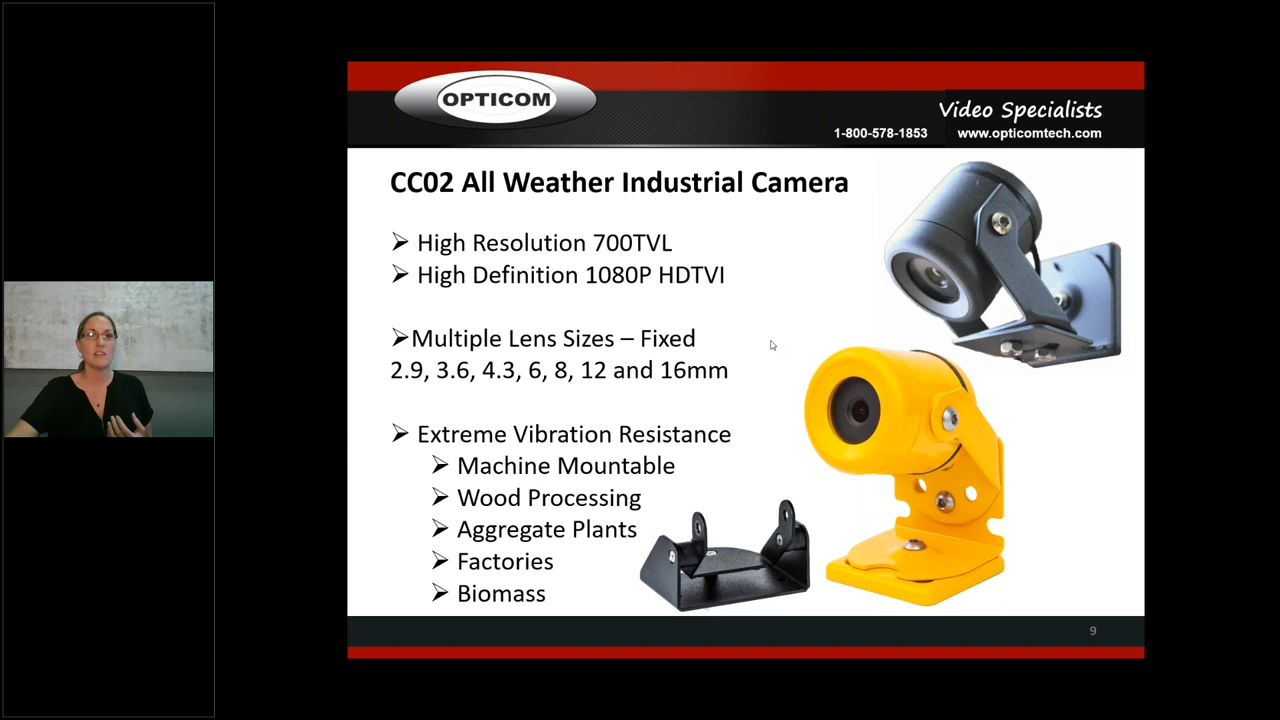 OPTICOM
Video Specialists
1-800-578-1853 www.opticomtech.com
CC02 All Weather Industrial Camera
➢ High Resolution 700TVL
➢ High Definition 1080P HDTVI
➢Multiple Lens Sizes – Fixed
2.9, 3.6, 4.3, 6, 8, 12 and 16mm
➢ Extreme Vibration Resistance
➢ Machine Mountable
➢ Wood Processing
➢ Aggregate Plants
➢ Factories
➢ Biomass
9